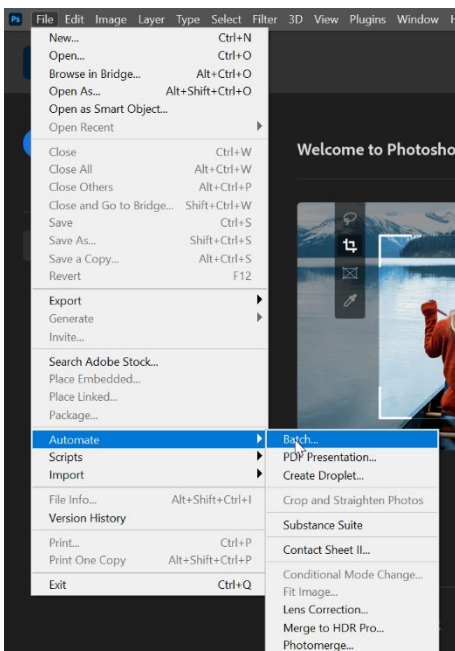 Ps File Edit Image Layer Type Select Filter 3D View Plugins Window
New... Ctrl+N
Open... Ctrl+O
Browse in Bridge... Alt+Ctrl+O
Open As... Alt+Shift+Ctrl+O
Open as Smart Object...
Open Recent
Close Ctrl+W
Close All Alt+Ctrl+W
Close Others Alt+Ctrl+P
Close and Go to Bridge... Shift+Ctrl+W
Save Ctrl+S
Save As... Shift+Ctrl+S
Save a Copy... Alt+Ctrl+S
Revert F12
Export
Generate
Invite...
Search Adobe Stock...
Place Embedded...
Place Linked...
Package...
Automate
Scripts
Import
File Info... Alt+Shift+Ctrl+I
Version History
Print... Ctrl+P
Print One Copy Alt+Shift+Ctrl+P
Exit Ctrl+Q
Welcome to Photosho
Batch...
PDF Presentation...
Create Droplet...
Crop and Straighten Photos
Substance Suite
Contact Sheet II...
Conditional Mode Change...
Fit Image...
Lens Correction...
Merge to HDR Pro...
Photomerge...